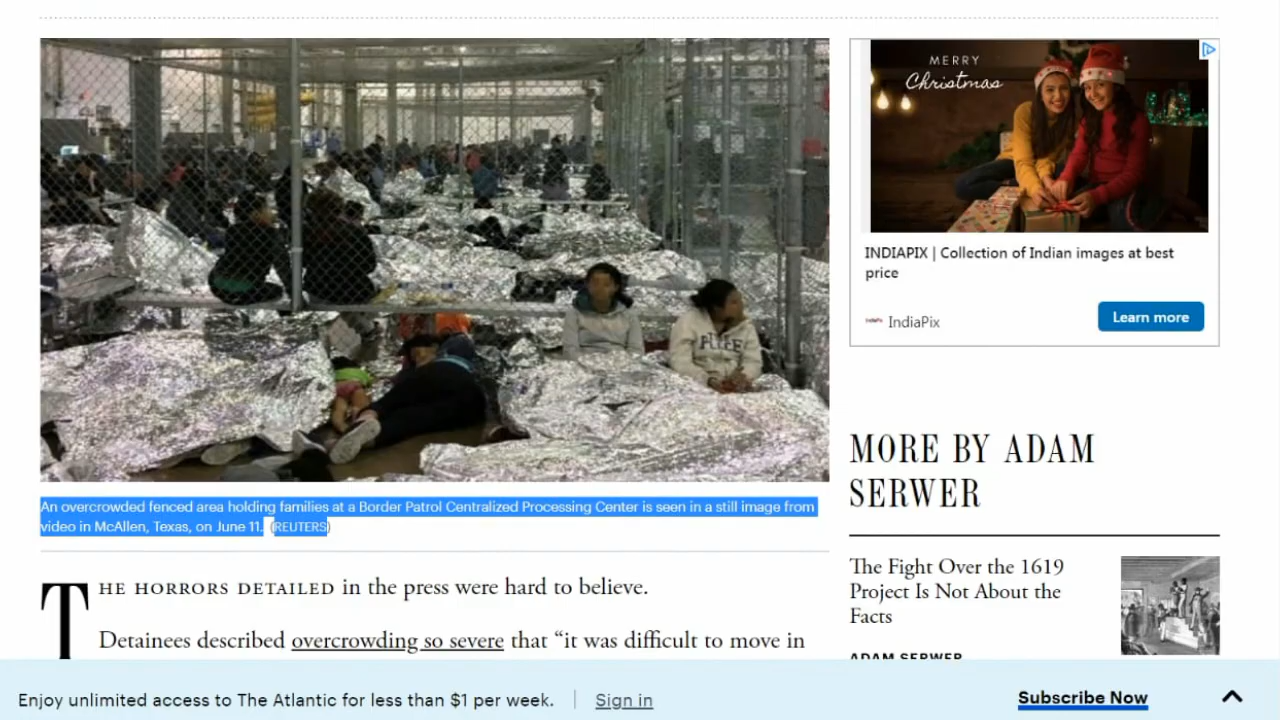 MERRY
Christmas
INDIAPIX | Collection of Indian images at best
price
IndiaPix
Learn more
An overcrowded fenced area holding families at a Border Patrol Centralized Processing Center is seen in a still image from
video in McAllen, Texas, on June 11. (REUTERS)
MORE BY ADAM
SERWER
THE HORRORS DETAILED in the press were hard to believe.
Detainees described overcrowding so severe that “it was difficult to move in
The Fight Over the 1619
Project Is Not About the
Facts
ADAM SERWER
Enjoy unlimited access to The Atlantic for less than $1 per week. | Sign in
Subscribe Now